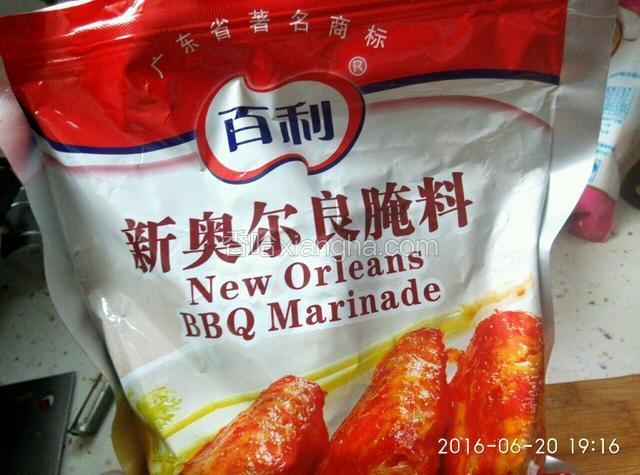 广东省著名商标
百利®
新奥尔良腌料
New Orleans
BBQ Marinade
2016-06-20 19:16